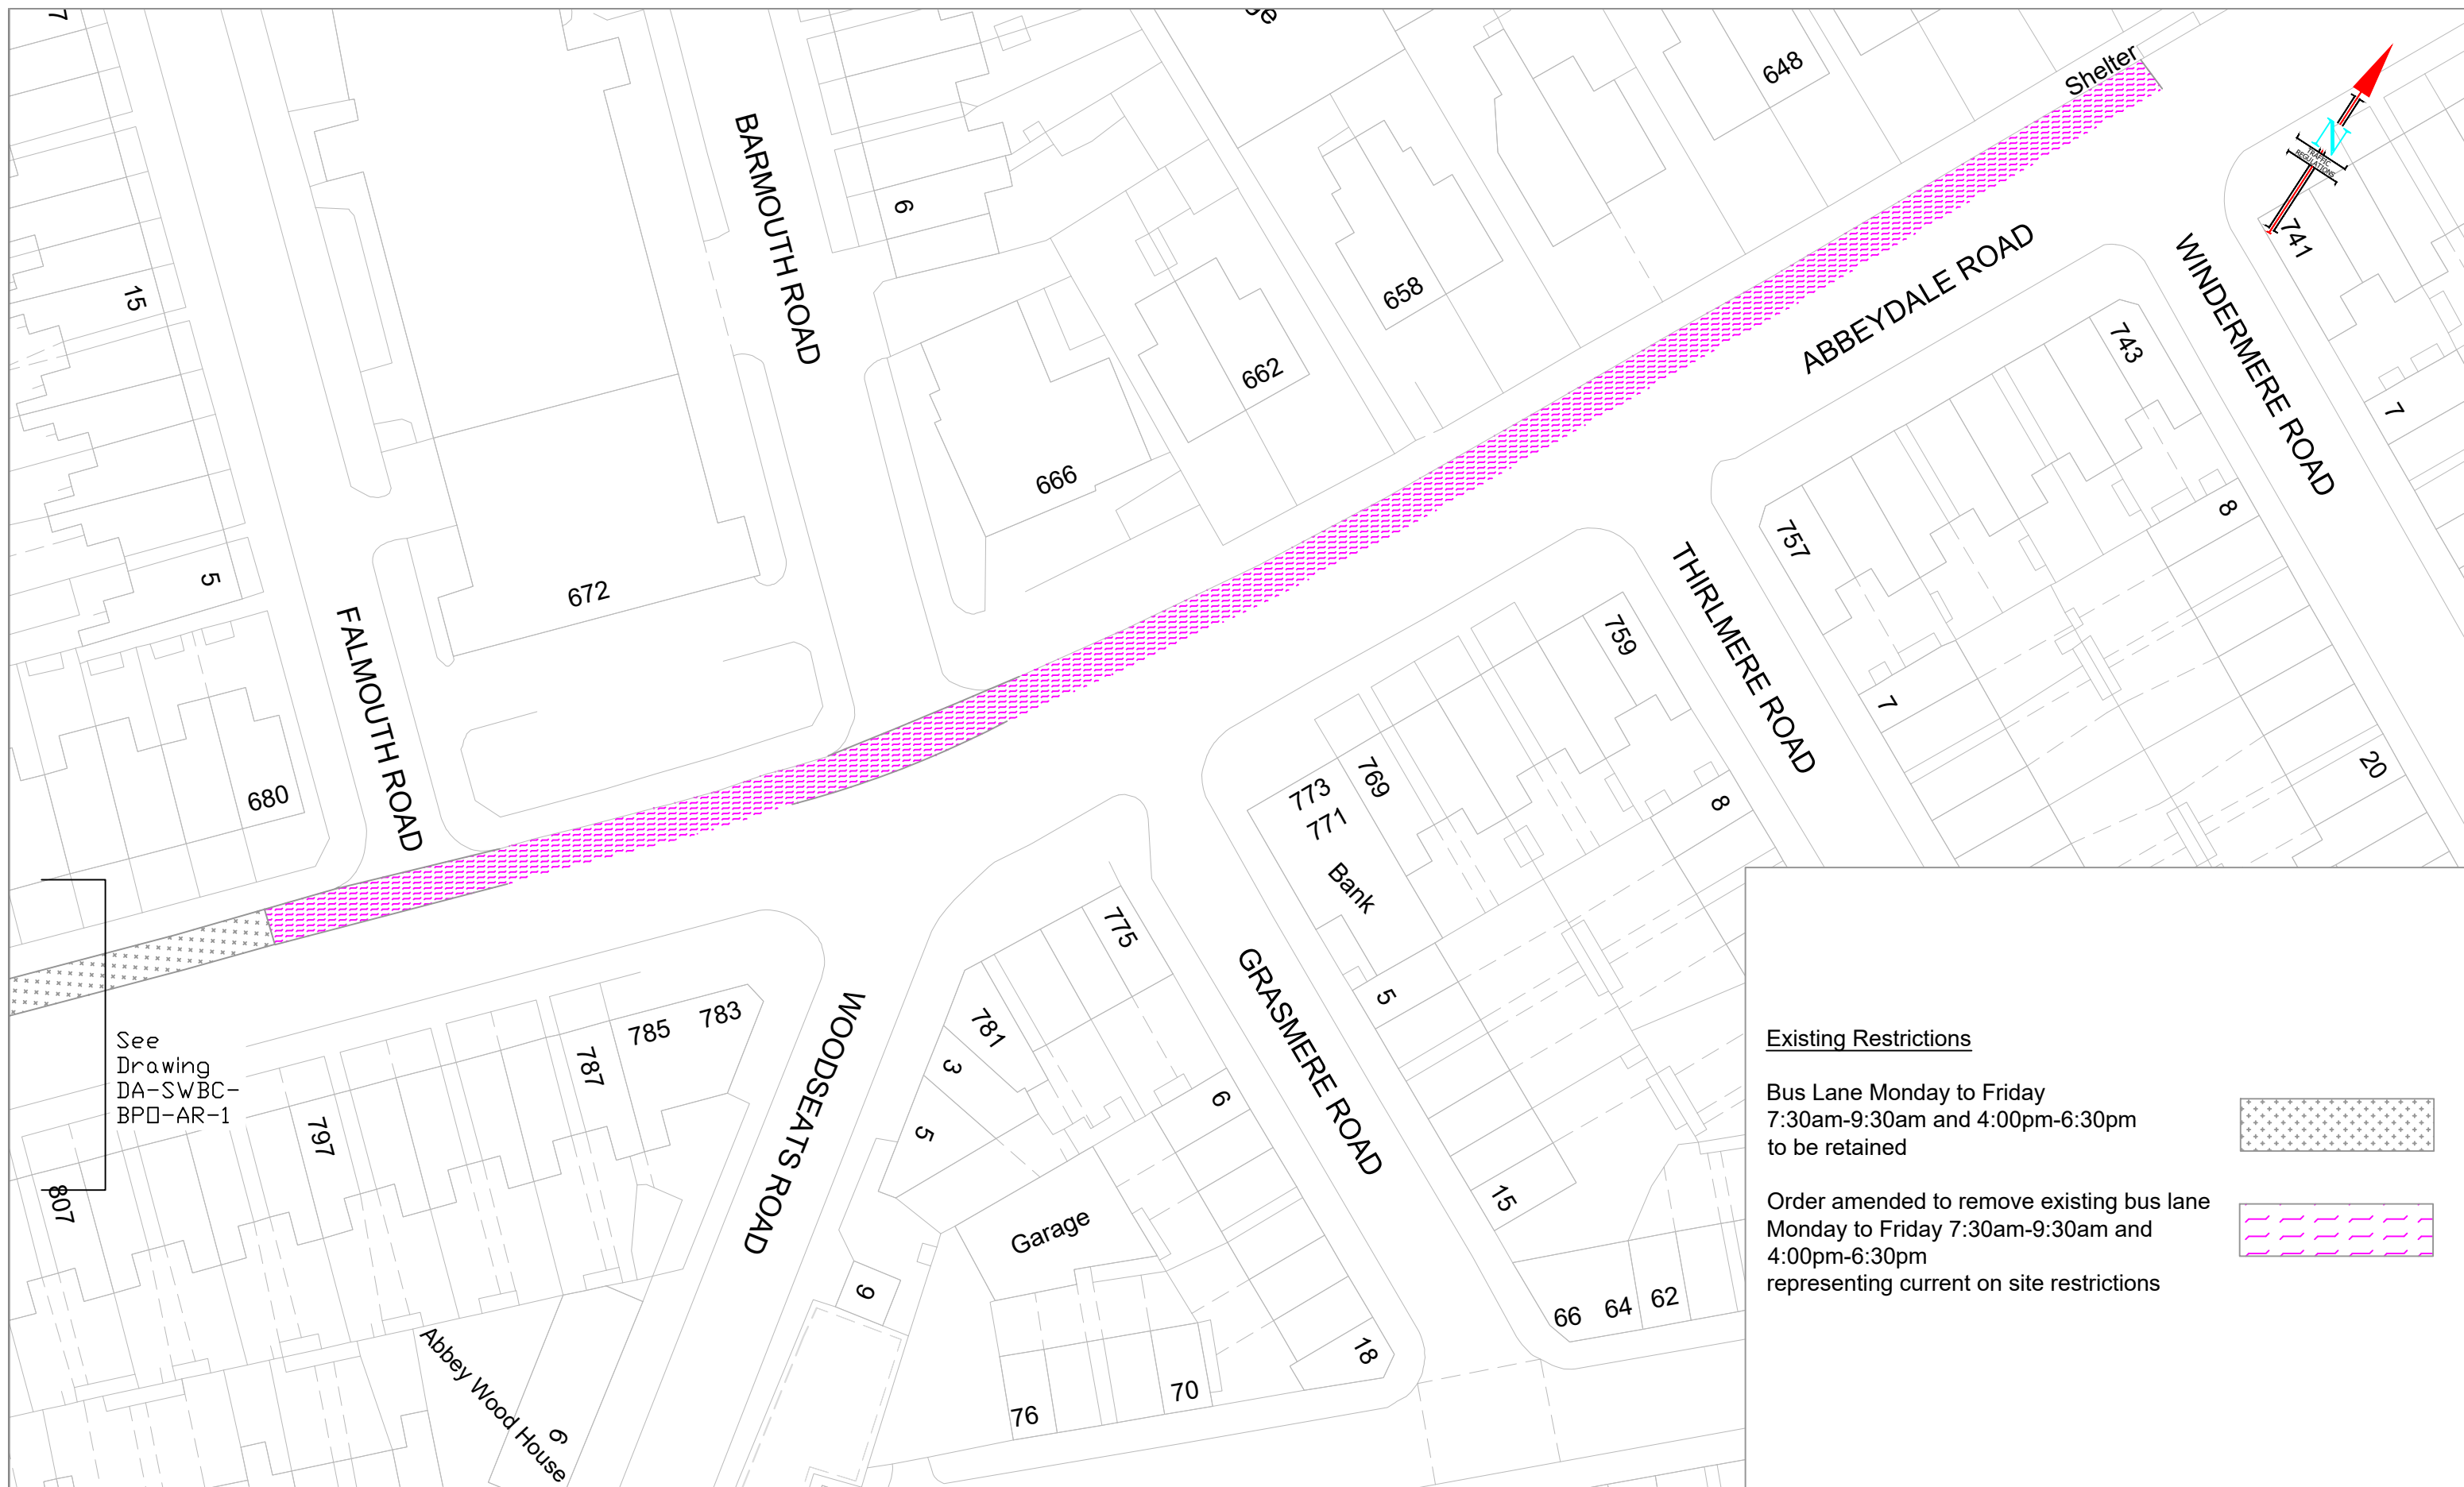 7
15
5
680
FALMOUTH ROAD
672
BARMOUTH ROAD
6
666
662
658
648
Shelter
N
TRAFFIC
REGULATIONS
741
ABBEYDALE ROAD
WINDERMERE ROAD
743
7
757
8
THIRLMERE ROAD
759
7
20
769
773
771
Bank
8
5
GRASMERE ROAD
775
781
3
5
6
15
66
64
62
18
Garage
9
76
70
WOODSEATS ROAD
783
785
787
797
807
Abbey Wood House
9
See
Drawing
DA-SWBC-
BPO-AR-1
Existing Restrictions
Bus Lane Monday to Friday
7:30am-9:30am and 4:00pm-6:30pm
to be retained
Order amended to remove existing bus lane
Monday to Friday 7:30am-9:30am and
4:00pm-6:30pm
representing current on site restrictions